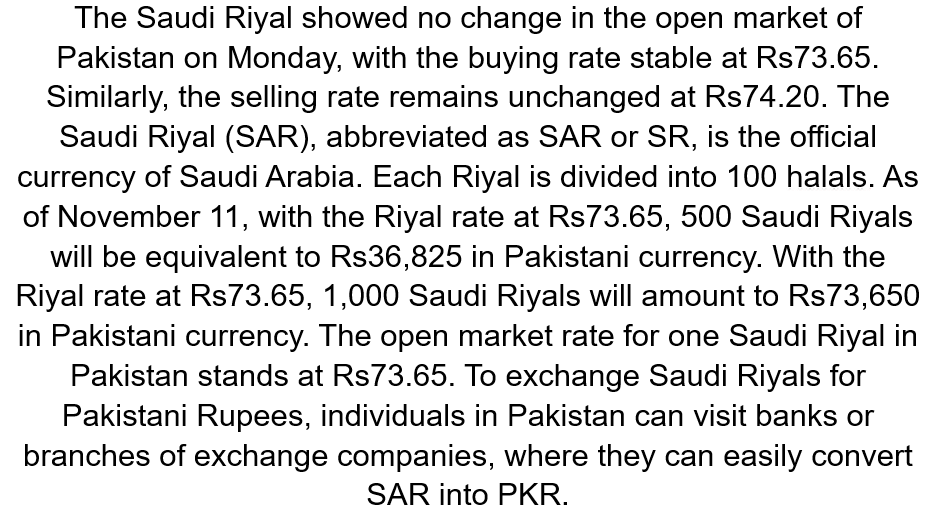 The Saudi Riyal showed no change in the open market of
Pakistan on Monday, with the buying rate stable at Rs73.65.
Similarly, the selling rate remains unchanged at Rs74.20. The
Saudi Riyal (SAR), abbreviated as SAR or SR, is the official
currency of Saudi Arabia. Each Riyal is divided into 100 halals. As
of November 11, with the Riyal rate at Rs73.65, 500 Saudi Riyals
will be equivalent to Rs36,825 in Pakistani currency. With the
Riyal rate at Rs73.65, 1,000 Saudi Riyals will amount to Rs73,650
in Pakistani currency. The open market rate for one Saudi Riyal in
Pakistan stands at Rs73.65. To exchange Saudi Riyals for
Pakistani Rupees, individuals in Pakistan can visit banks or
branches of exchange companies, where they can easily convert
SAR into PKR.